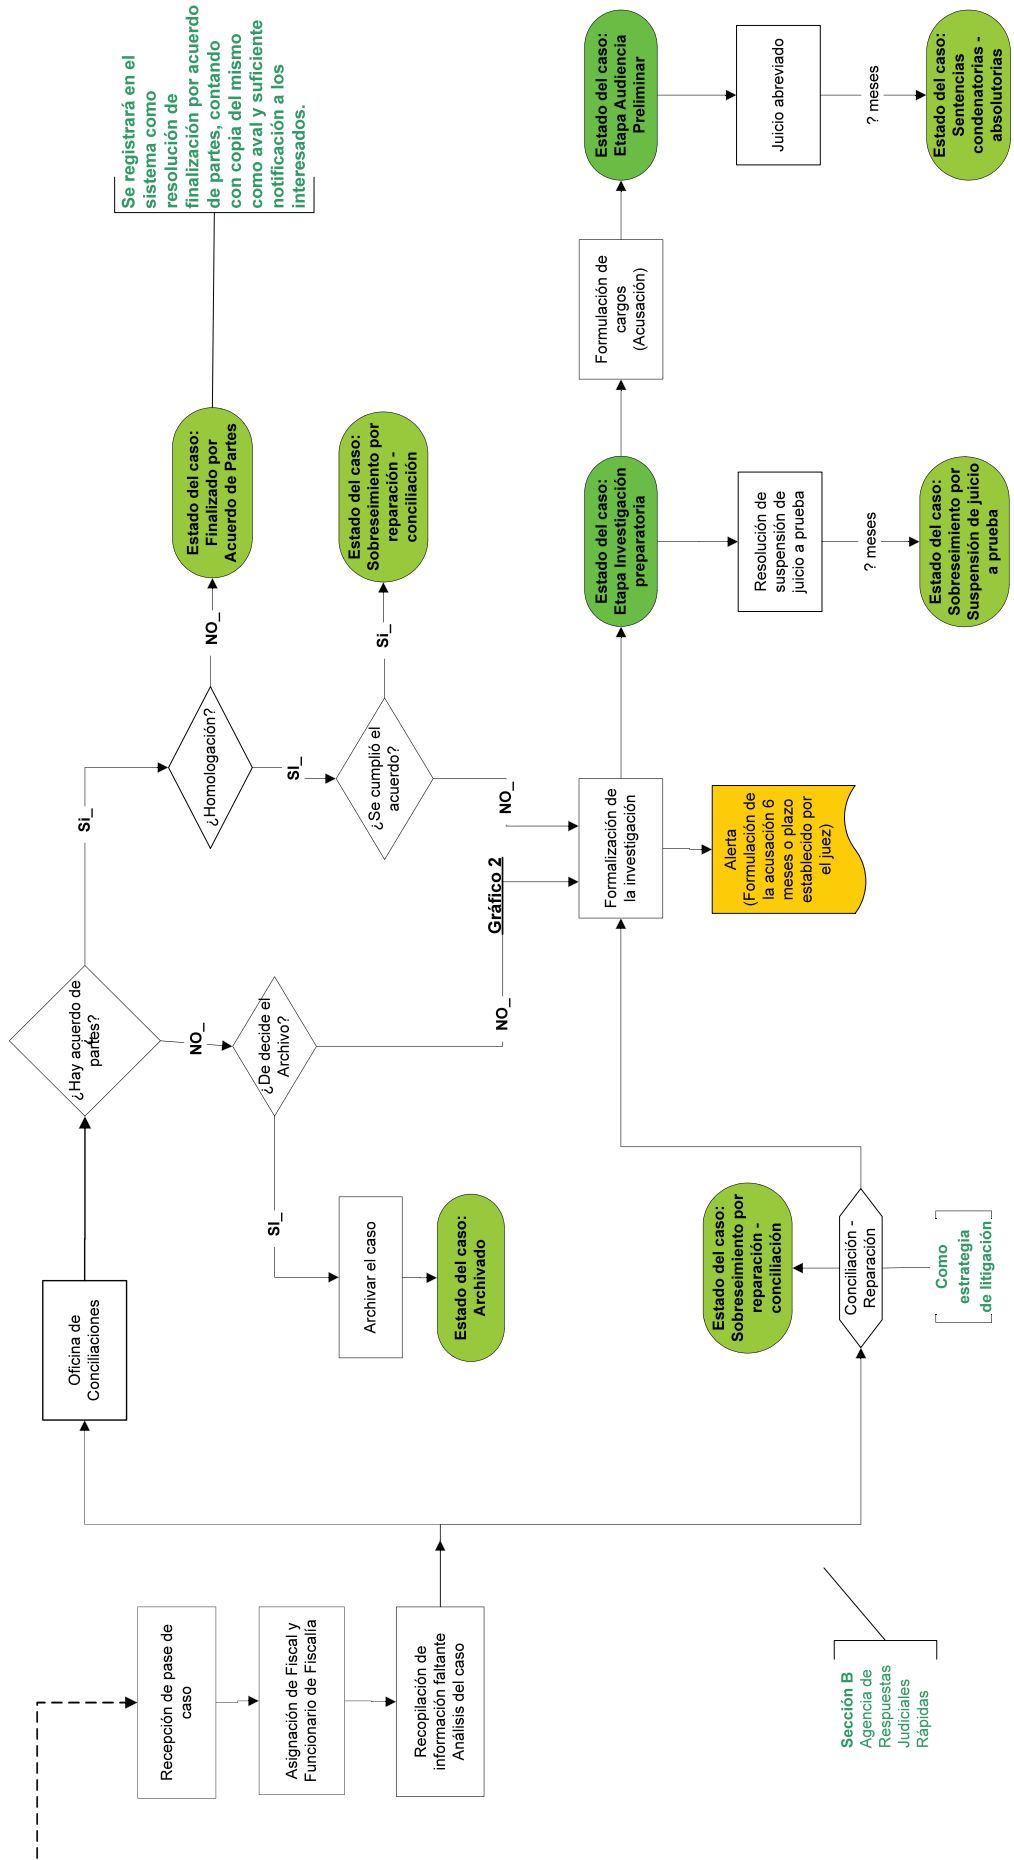 Recepción de pase de
caso
Asignación de Fiscal y
Funcionario de Fiscalía
Recopilación de
información faltante
Análisis del caso
Sección B
Agencia de
Respuestas
Judiciales
Rápidas
Oficina de
Conciliaciones
¿Hay acuerdo de
partes?
Si_
NO_
¿De decide el
Archivo?
SI_
NO_
Archivar el caso
Estado del caso:
Archivado
¿Homologación?
NO_
SI_
Estado del caso:
Finalizado por
Acuerdo de Partes
Se registrará en el
sistema como
resolución de
finalización por acuerdo
de partes, contando
con copia del mismo
como aval y suficiente
notificación a los
interesados.
¿Se cumplió el
acuerdo?
Si_
NO_
Estado del caso:
Sobreseimiento por
reparación -
conciliación
Gráfico 2
Conciliación -
Reparación
Como
estrategia
de litigación
Estado del caso:
Sobreseimiento por
reparación -
conciliación
Formalización de
la investigación
Alerta
(Formulación de
la acusación 6
meses o plazo
establecido por
el juez)
Estado del caso:
Etapa Investigación
preparatoria
Resolución de
suspensión de
juicio a prueba
? meses
Estado del caso:
Sobreseimiento por
Suspensión de juicio
a prueba
Formulación de
cargos
(Acusación)
Estado del caso:
Etapa Audiencia
Preliminar
Juicio abreviado
? meses
Estado del caso:
Sentencias
condenatorias -
absolutorias